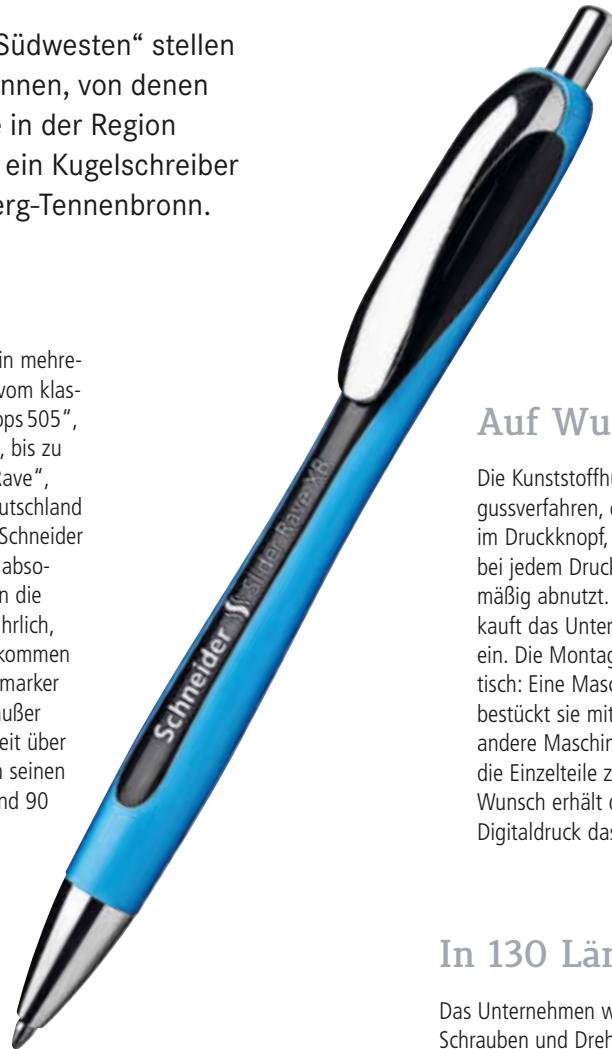 Südwesten“ stellen
nnen, von denen
e in der Region
ein Kugelschreiber
erg-Tennenbronn.
in mehre-
vom klas-
ops 505“,
, bis zu
Rave“,
utschland
Schneider
abso-
n die
hrlich,
kommen
marker
ußer
eit über
n seinen
nd 90
Schneider Slider Rave XB
Auf Wu
Die Kunststoffhü
gussverfahren, d
im Druckknopf,
bei jedem Druck
mäßig abnutzt.
kauft das Unter
ein. Die Montag
tisch: Eine Masc
bestückt sie mit
andere Maschin
die Einzelteile z
Wunsch erhält d
Digitaldruck das
In 130 Län
Das Unternehmen w
Schrauben und Dreh